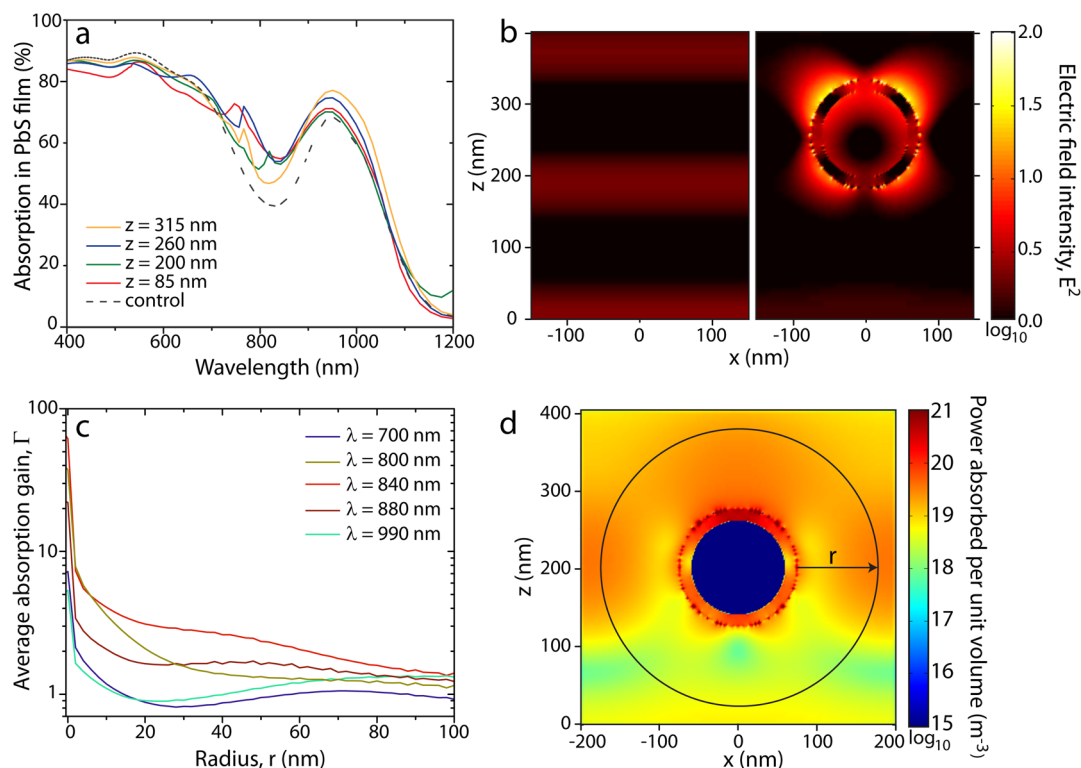 a
Absorption in PbS film (%)
100
80
60
40
20
0
z = 315 nm
z = 260 nm
z = 200 nm
z = 85 nm
control
400
600
800
1000
1200
Wavelength (nm)
b
z (nm)
300
200
100
0
-100
0
100
-100
0
100
x (nm)
2.0
1.5
1.0
0.5
0.0
log10
Electric field intensity, E²
c
Average absorption gain, Γ
100
10
1
λ = 700 nm
λ = 800 nm
λ = 840 nm
λ = 880 nm
λ = 990 nm
0
20
40
60
80
100
Radius, r (nm)
d
z (nm)
400
300
200
100
0
r
-200
-100
0
100
200
x (nm)
21
20
19
18
17
16
15
log10
Power absorbed per unit volume (m⁻³)